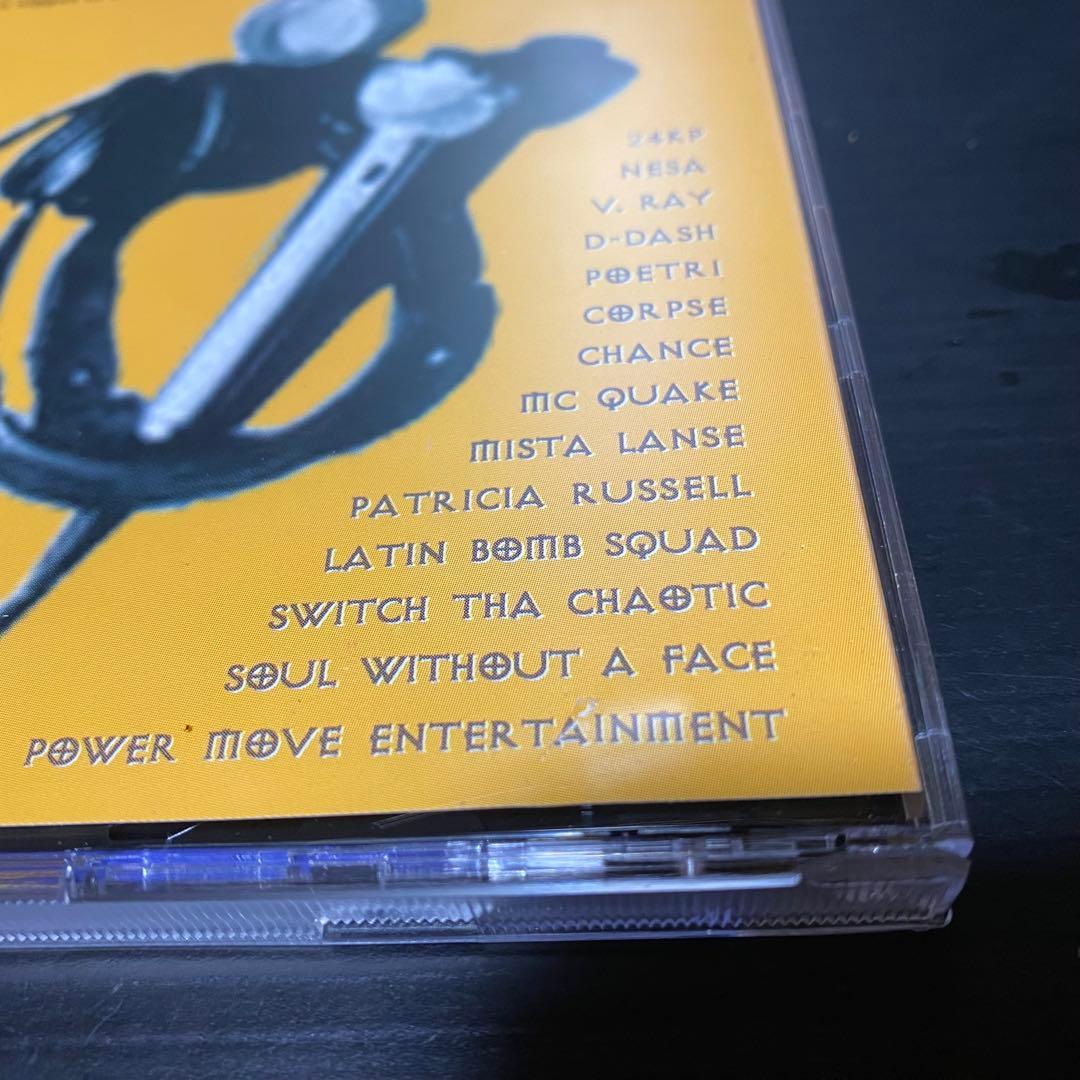 24KP
NESA
V. RAY
D-DASH
POETRI
CORPSE
CHANCE
MC QUAKE
MISTA LANSE
PATRICIA RUSSELL
LATIN BOMB SQUAD
SWITCH THA CHAOTIC
SOUL WITHOUT A FACE
POWER MOVE ENTERTAINMENT